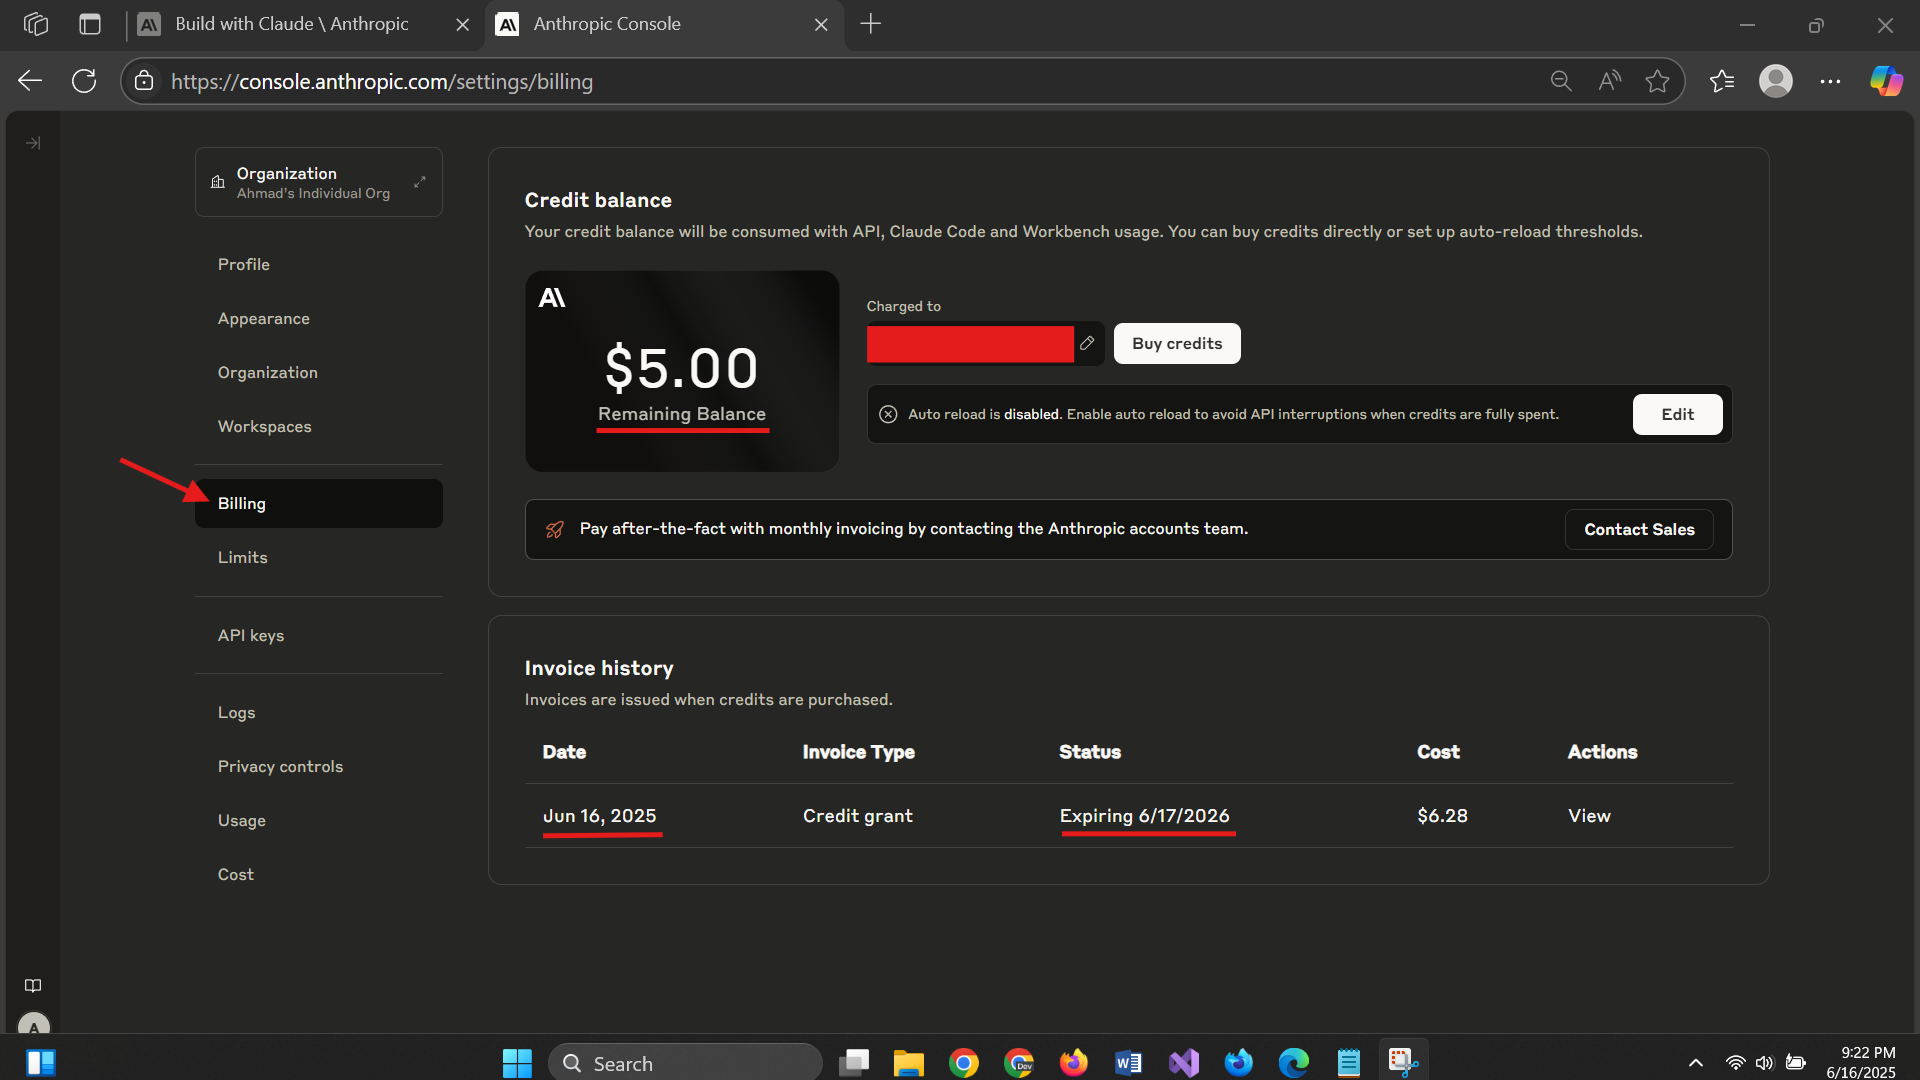 Build with Claude \ Anthropic
Anthropic Console
https://console.anthropic.com/settings/billing
Organization
Ahmad's Individual Org
Profile
Appearance
Organization
Workspaces
Billing
Limits
API keys
Logs
Privacy controls
Usage
Cost
A
Credit balance
Your credit balance will be consumed with API, Claude Code and Workbench usage. You can buy credits directly or set up auto-reload thresholds.
A\
$5.00
Remaining Balance
Charged to
Buy credits
Auto reload is disabled. Enable auto reload to avoid API interruptions when credits are fully spent.
Edit
Pay after-the-fact with monthly invoicing by contacting the Anthropic accounts team.
Contact Sales
Invoice history
Invoices are issued when credits are purchased.
Date Invoice Type Status Cost Actions
Jun 16, 2025 Credit grant Expiring 6/17/2026 $6.28 View
Search
Dev
9:22 PM
6/16/2025